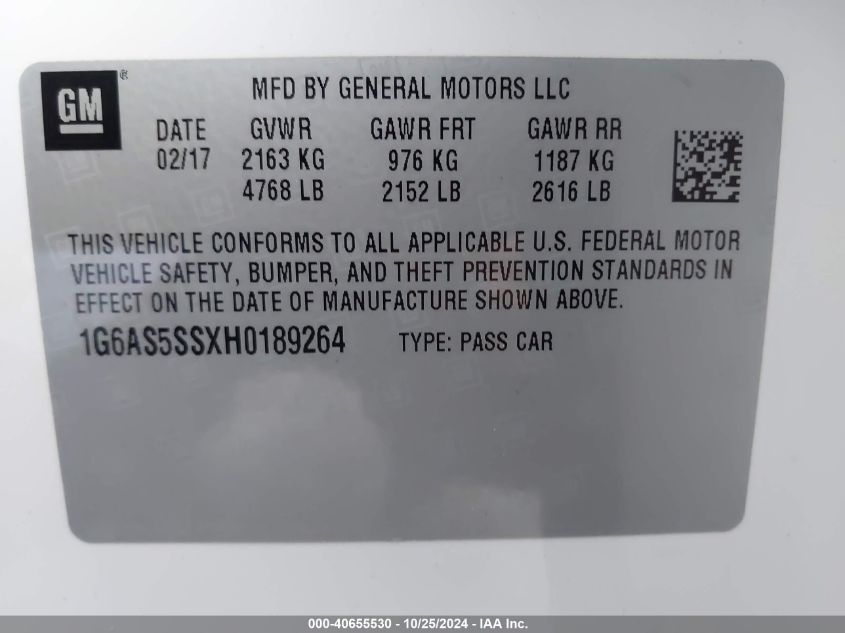 GM ®
MFD BY GENERAL MOTORS LLC
DATE GVWR GAWR FRT GAWR RR
02/17 2163 KG 976 KG 1187 KG
4768 LB 2152 LB 2616 LB
THIS VEHICLE CONFORMS TO ALL APPLICABLE U.S. FEDERAL MOTOR
VEHICLE SAFETY, BUMPER, AND THEFT PREVENTION STANDARDS IN
EFFECT ON THE DATE OF MANUFACTURE SHOWN ABOVE.
1G6AS5SSXH0189264 TYPE: PASS CAR
000-40655530 - 10/25/2024 - IAA Inc.